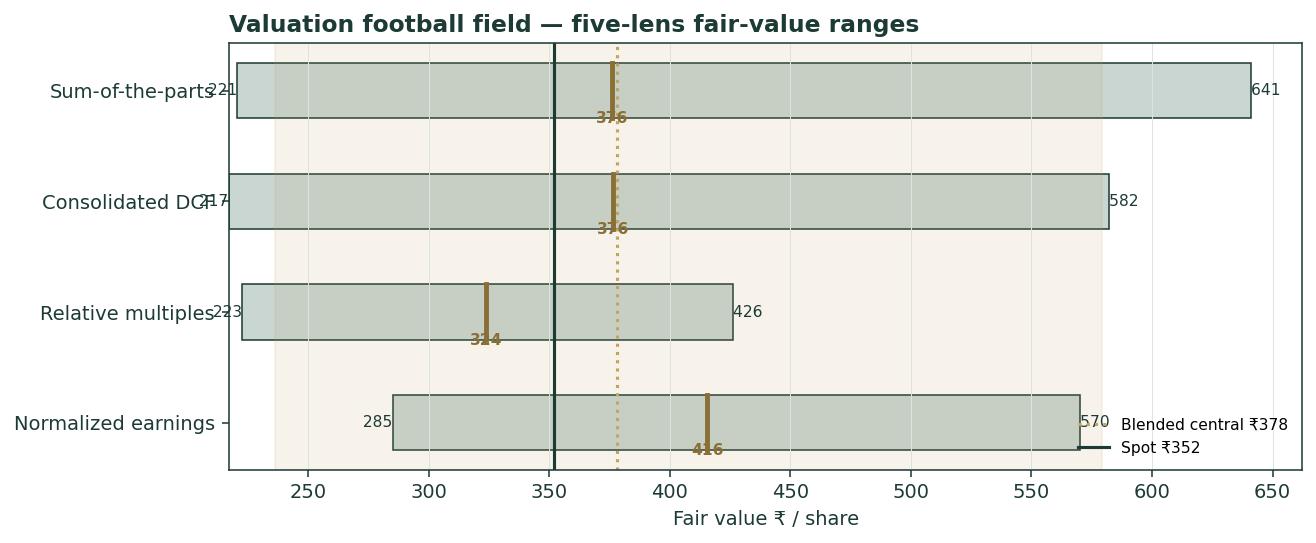 Valuation football field — five-lens fair-value ranges
Sum-of-the-parts
221
376
641
Consolidated DCF
217
376
582
Relative multiples
223
324
426
Normalized earnings
285
416
570
Blended central ₹378
Spot ₹352
250 300 350 400 450 500 550 600 650
Fair value ₹ / share